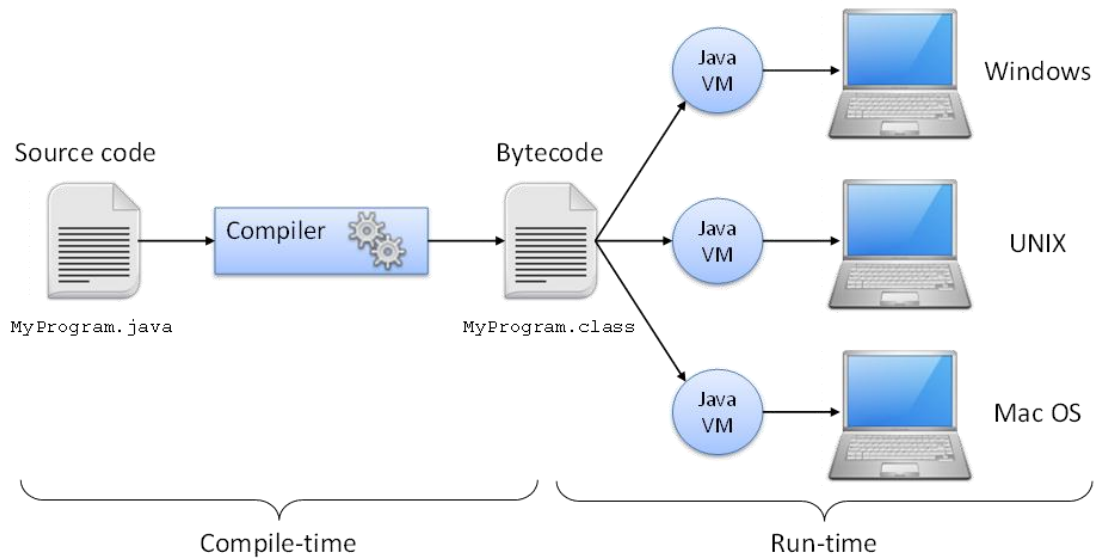 Source code
Compiler
MyProgram.java
Bytecode
MyProgram.class
Java
VM
Windows
Java
VM
UNIX
Java
VM
Mac OS
Compile-time
Run-time